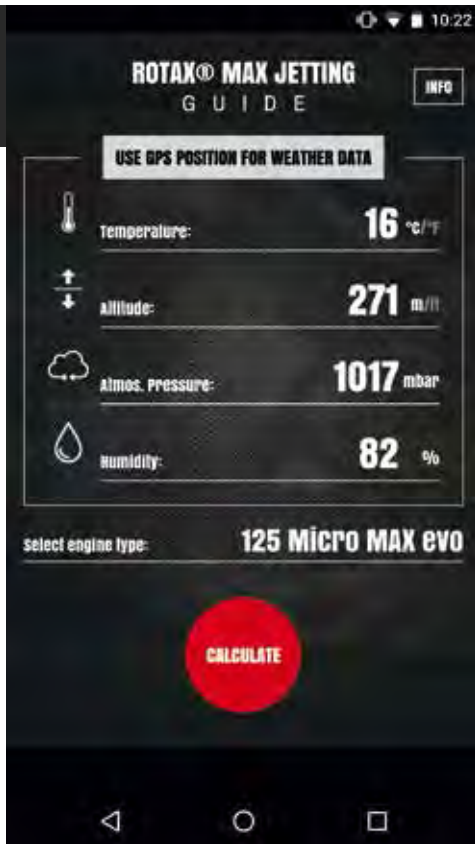 10:22
ROTAX® MAX JETTING
GUIDE
INFO
USE GPS POSITION FOR WEATHER DATA
Temperature: 16 °C/°F
Altitude: 271 m/ft
Atmos. Pressure: 1017 mbar
Humidity: 82 %
select engine type: 125 Micro MAX evo
CALCULATE